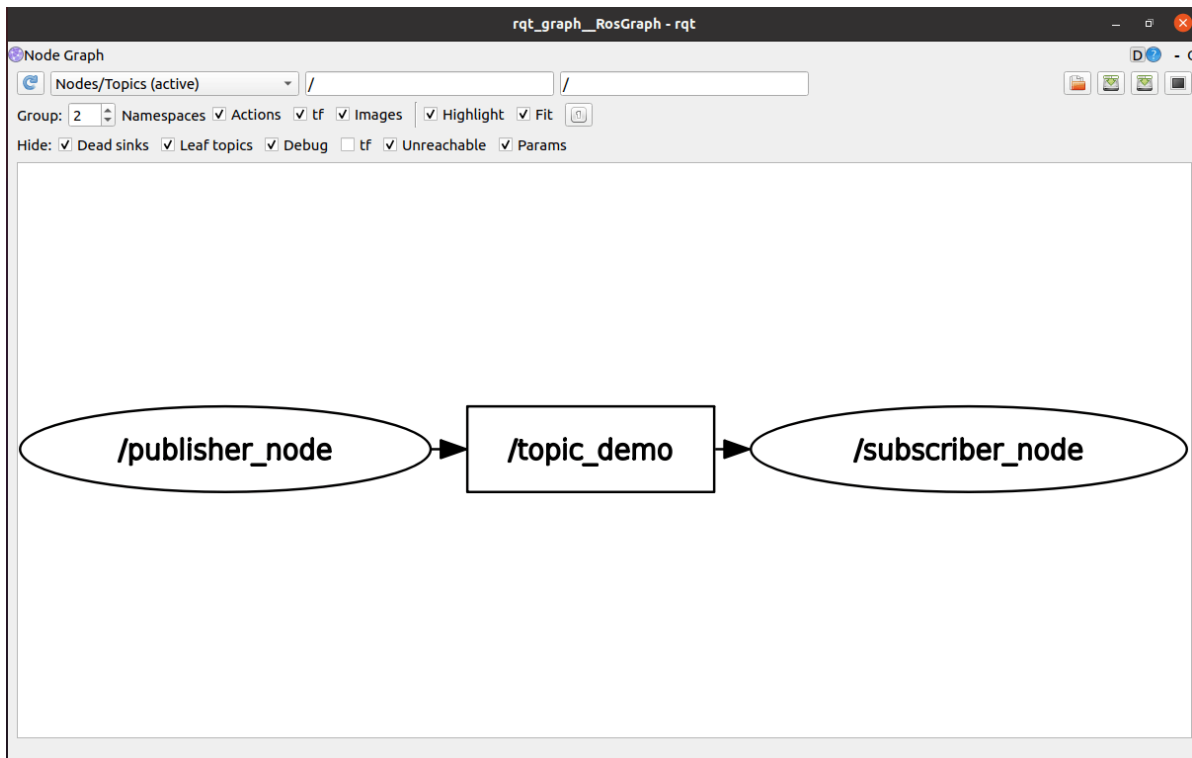 rqt_graph__RosGraph - rqt
Node Graph D ? -
Nodes/Topics (active) / /
Group: 2 Namespaces Actions tf Images Highlight Fit
Hide: Dead sinks Leaf topics Debug tf Unreachable Params
/publisher_node /topic_demo /subscriber_node